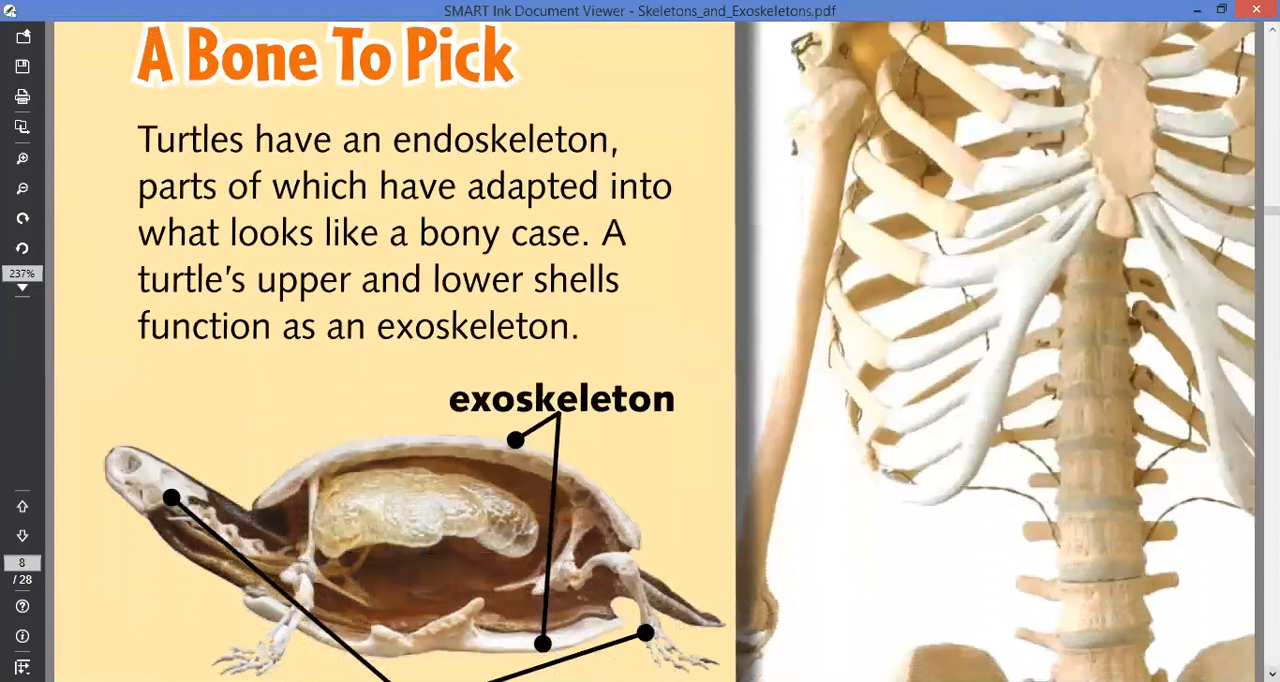 SMART Ink Document Viewer - Skeletons_and_Exoskeletons.pdf
A Bone To Pick
Turtles have an endoskeleton,
parts of which have adapted into
what looks like a bony case. A
turtle's upper and lower shells
function as an exoskeleton.
exoskeleton
237%
8
/ 28